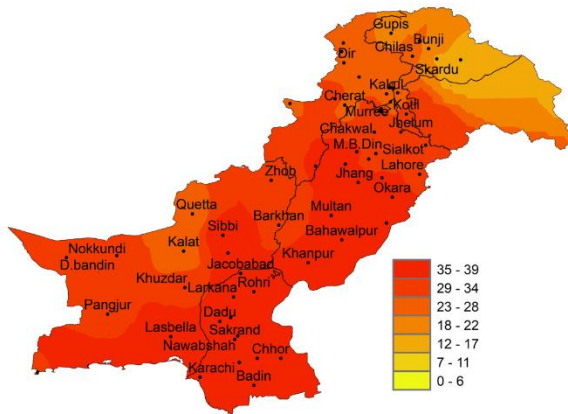 Gupis
Bunji
Chilas
Dir
Skardu
Kakul
Cherat
Kotli
Murree
Jhelum
Chakwal
M.B.Din
Sialkot
Lahore
Zhob
Jhang
Okara
Quetta
Multan
Barkhan
Sibbi
Bahawalpur
Nokkundi
Kalat
D.bandin
Khanpur
Jacobabad
Khuzdar
Rohri
Larkana
Pangjur
Dadu
Lasbella
Sakrand
Nawabshah
Chhor
Karachi
Badin
35 - 39
29 - 34
23 - 28
18 - 22
12 - 17
7 - 11
0 - 6